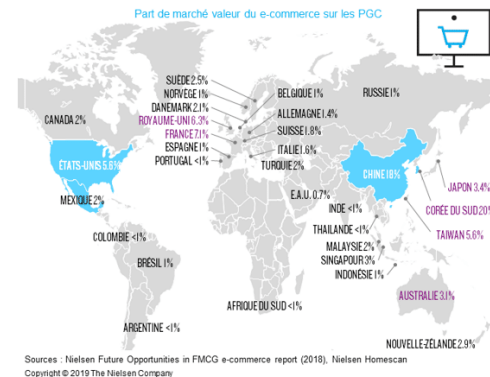 Part de marché valeur du e-commerce sur les PGC
SUÈDE 2.5%
NORVÈGE 1%
DANEMARK 2.1%
ROYAUME-UNI 6.3%
FRANCE 7.1%
ESPAGNE 1%
PORTUGAL <1%
BELGIQUE 1%
ALLEMAGNE 1.4%
SUISSE 1.8%
ITALIE 1.6%
TURQUIE 2%
RUSSIE 1%
CANADA 2%
ÉTATS-UNIS 5.6%
MEXIQUE 2%
CHINE 18%
JAPON 3.4%
CORÉE DU SUD 20%
TAIWAN 5.6%
E.A.U. 0.7%
INDE <1%
THAILANDE <1%
MALAYSIE 2%
SINGAPOUR 3%
INDONÉSIE 1%
COLOMBIE <1%
BRÉSIL 1%
ARGENTINE <1%
AFRIQUE DU SUD <1%
AUSTRALIE 3.1%
NOUVELLE-ZÉLANDE 2.9%
Sources : Nielsen Future Opportunities in FMCG e-commerce report (2018), Nielsen Homescan
Copyright © 2019 The Nielsen Company